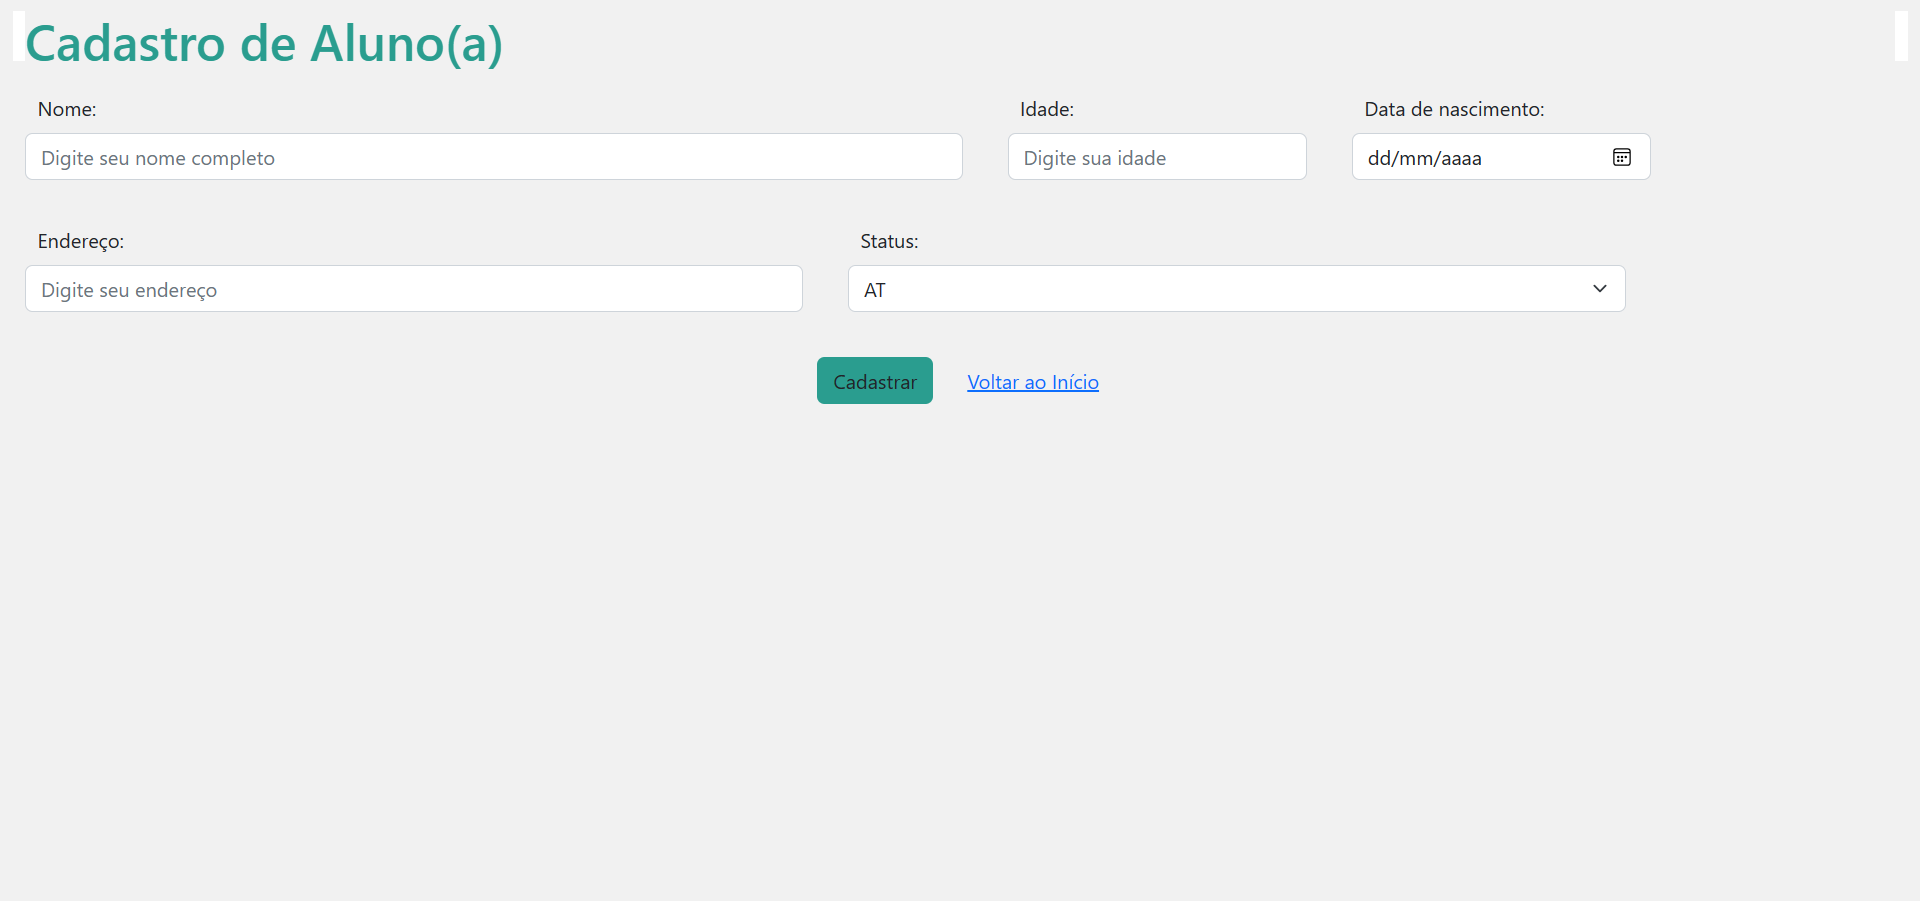 Cadastro de Aluno(a)
Nome: Idade: Data de nascimento:
Digite seu nome completo Digite sua idade dd/mm/aaaa
Endereço: Status:
Digite seu endereço AT
Cadastrar Voltar ao Início